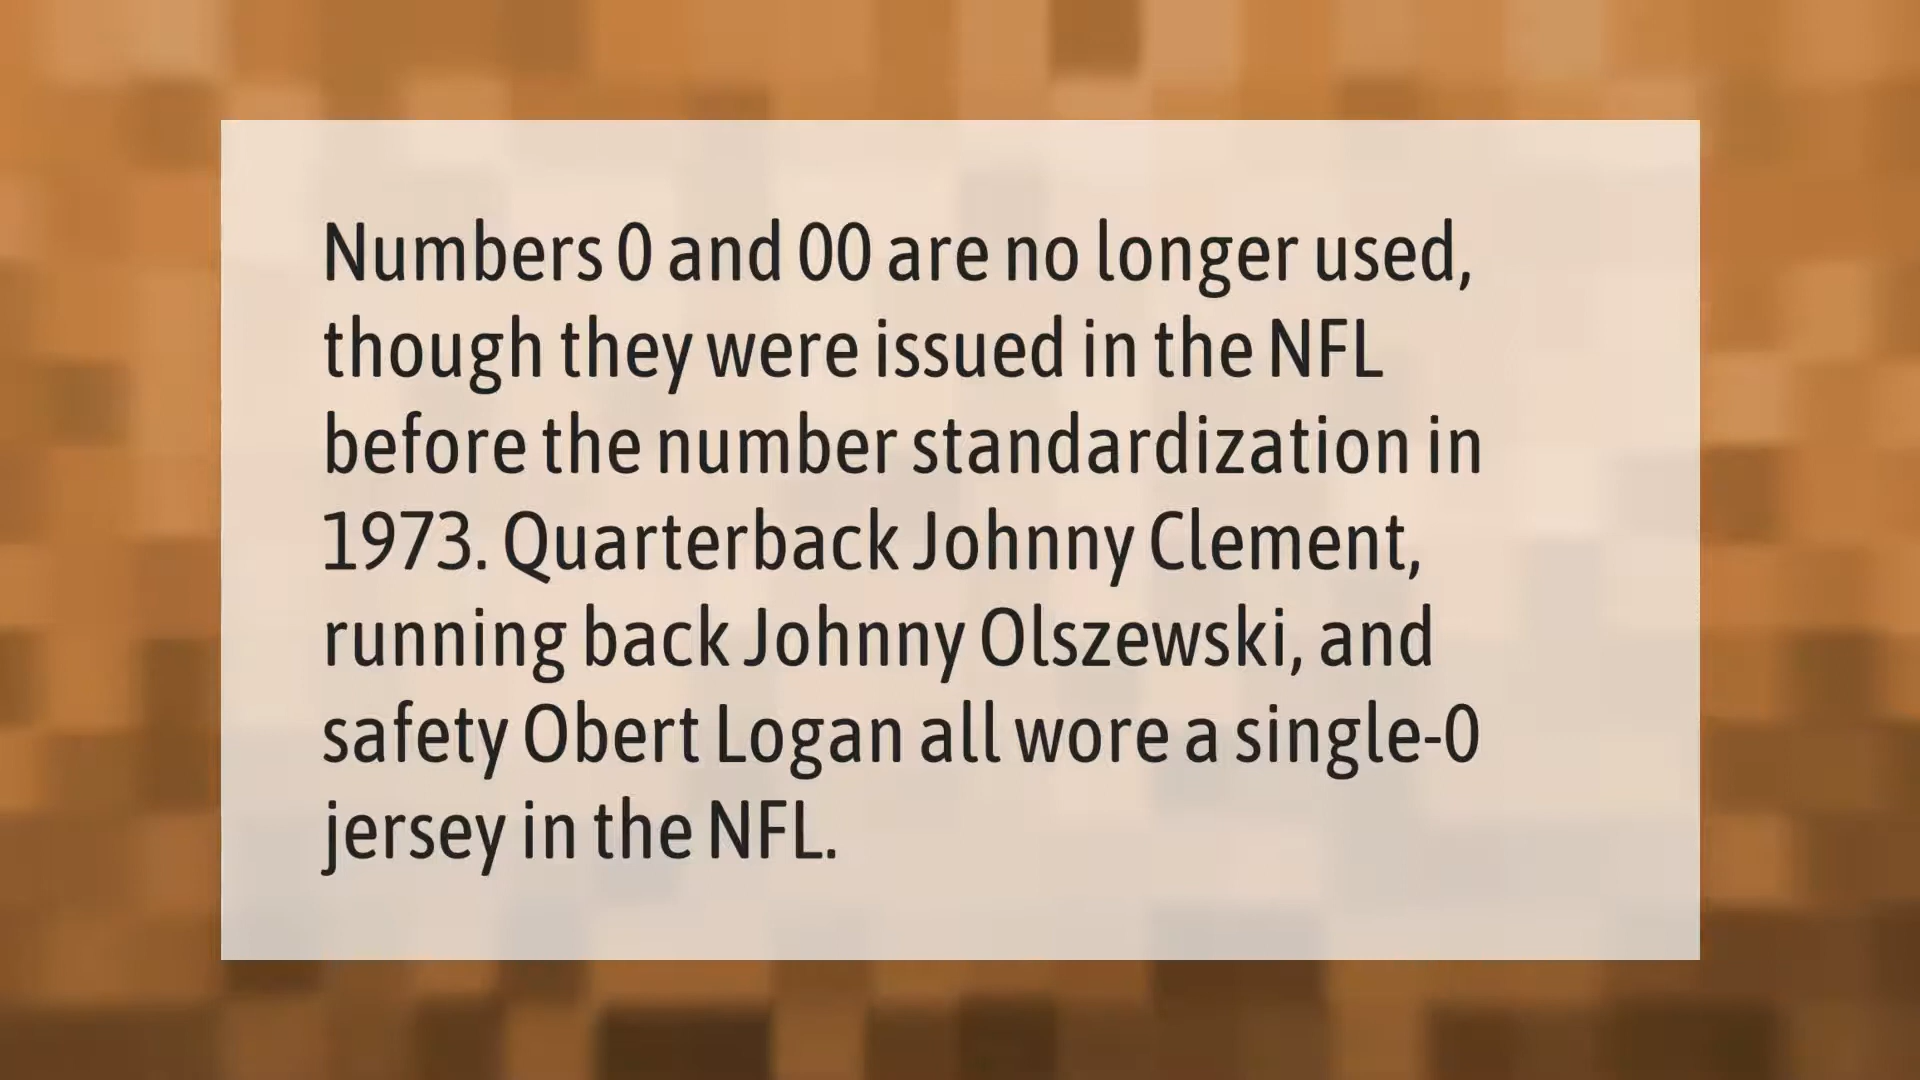 Numbers 0 and 00 are no longer used,
though they were issued in the NFL
before the number standardization in
1973. Quarterback Johnny Clement,
running back Johnny Olszewski, and
safety Obert Logan all wore a single-0
jersey in the NFL.